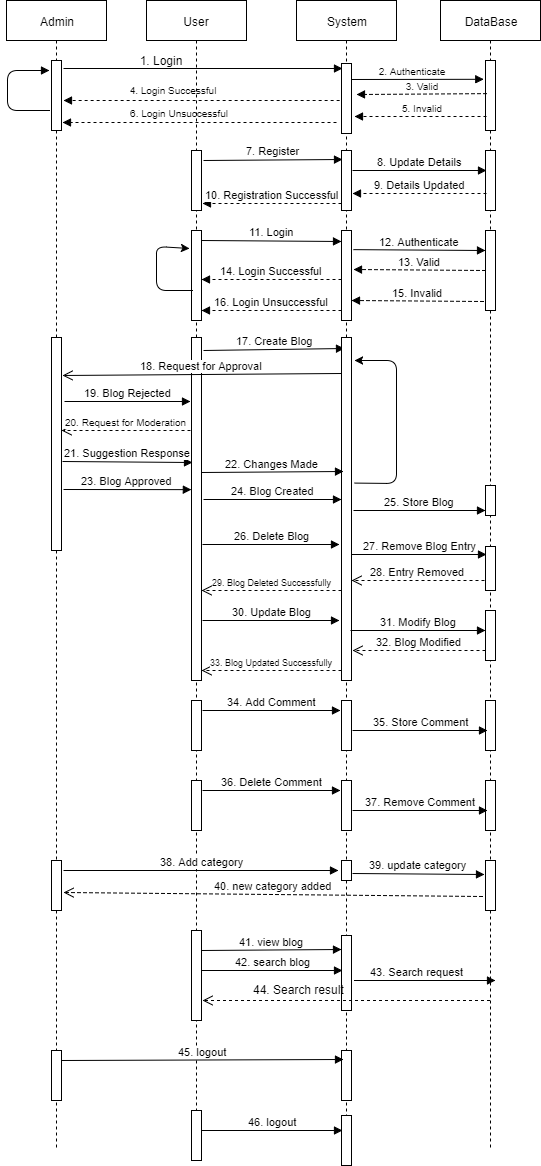 Admin
User
System
DataBase
1. Login
2. Authenticate
3. Valid
4. Login Successful
5. Invalid
6. Login Unsuccessful
7. Register
8. Update Details
9. Details Updated
10. Registration Successful
11. Login
12. Authenticate
13. Valid
14. Login Successful
15. Invalid
16. Login Unsuccessful
17. Create Blog
18. Request for Approval
19. Blog Rejected
20. Request for Moderation
21. Suggestion Response
22. Changes Made
23. Blog Approved
24. Blog Created
25. Store Blog
26. Delete Blog
27. Remove Blog Entry
28. Entry Removed
29. Blog Deleted Successfully
30. Update Blog
31. Modify Blog
32. Blog Modified
33. Blog Updated Successfully
34. Add Comment
35. Store Comment
36. Delete Comment
37. Remove Comment
38. Add category
39. update category
40. new category added
41. view blog
42. search blog
43. Search request
44. Search result
45. logout
46. logout